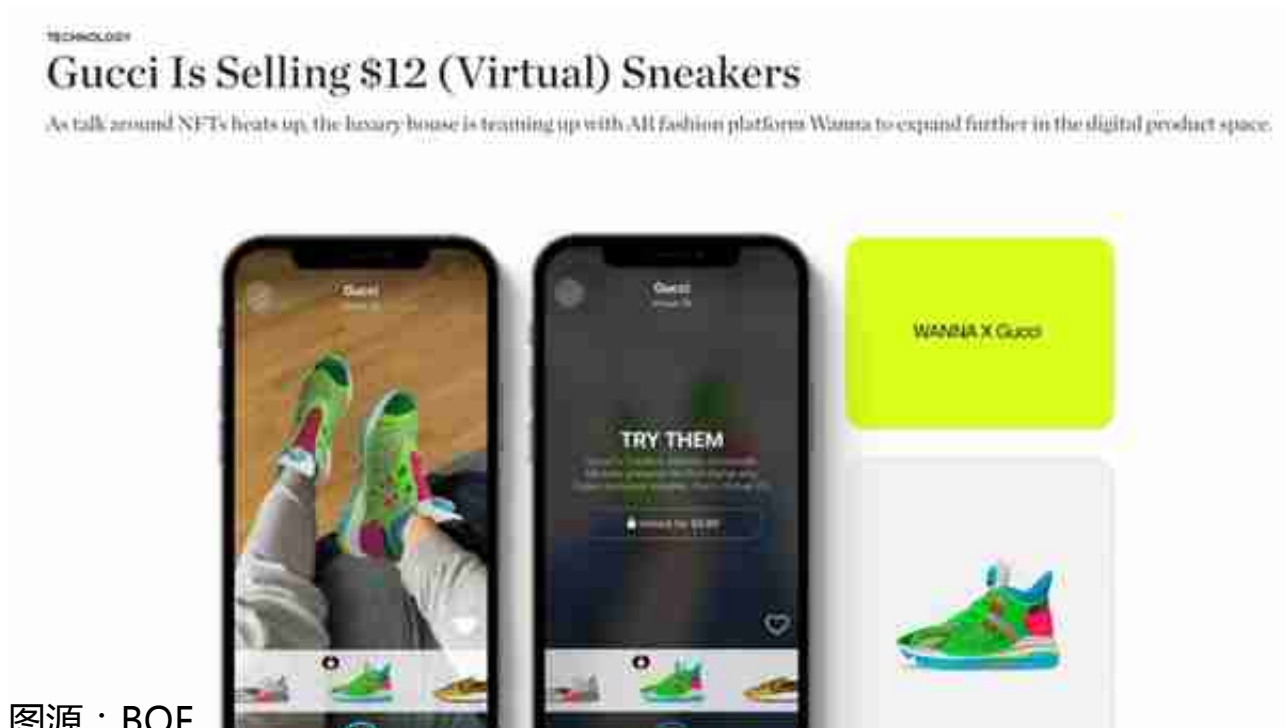 TECHNOLOGY
Gucci Is Selling $12 (Virtual) Sneakers
As talk around NFTs heats up, the luxury house is teaming up with AR fashion platform Wanna to expand further in the digital product space.
Gucci
Gucci
WANNA X Gucci
TRY THEM
图源：BOF